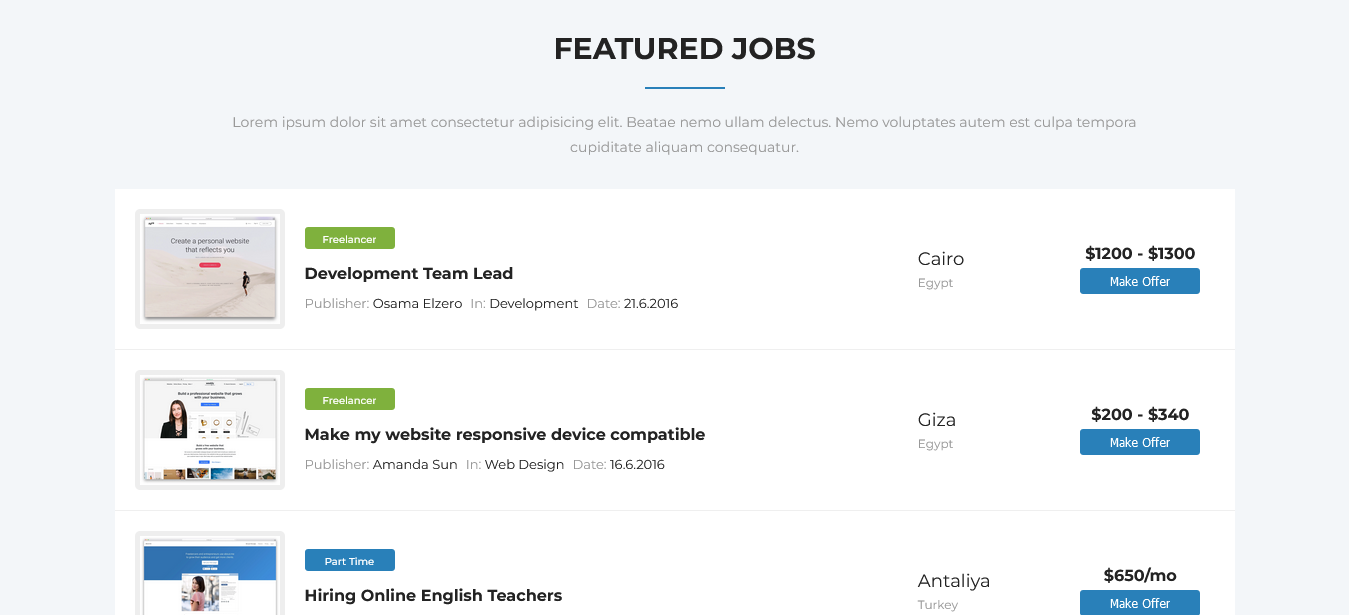 FEATURED JOBS
Lorem ipsum dolor sit amet consectetur adipisicing elit. Beatae nemo ullam delectus. Nemo voluptates autem est culpa tempora
cupiditate aliquam consequatur.
Create a personal website
that reflects you
Freelancer
Development Team Lead
Publisher: Osama Elzero In: Development Date: 21.6.2016
Cairo
Egypt
$1200 - $1300
Make Offer
Build a professional website that grows
with your business.
Freelancer
Make my website responsive device compatible
Publisher: Amanda Sun In: Web Design Date: 16.6.2016
Giza
Egypt
$200 - $340
Make Offer
Part Time
Hiring Online English Teachers
Antaliya
Turkey
$650/mo
Make Offer